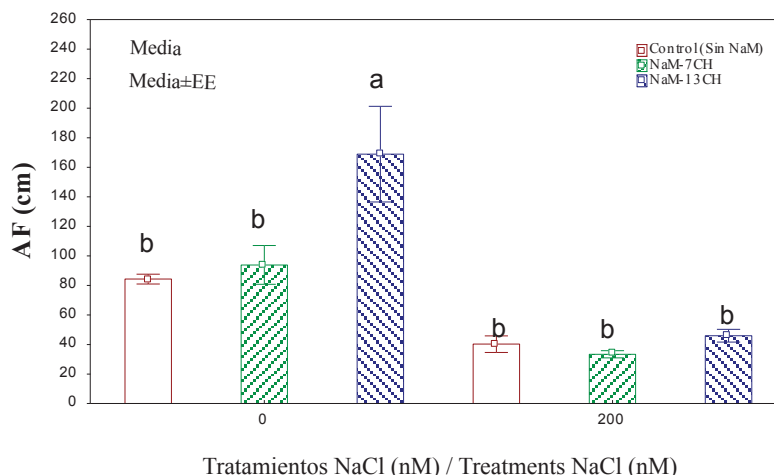 Media
Media±EE
Control(Sin NaM)
NaM-7CH
NaM-13CH
AF (cm)
260
240
220
200
180
160
140
120
100
80
60
40
20
0
b
b
a
b
b
b
0
200
Tratamientos NaCl (nM) / Treatments NaCl (nM)